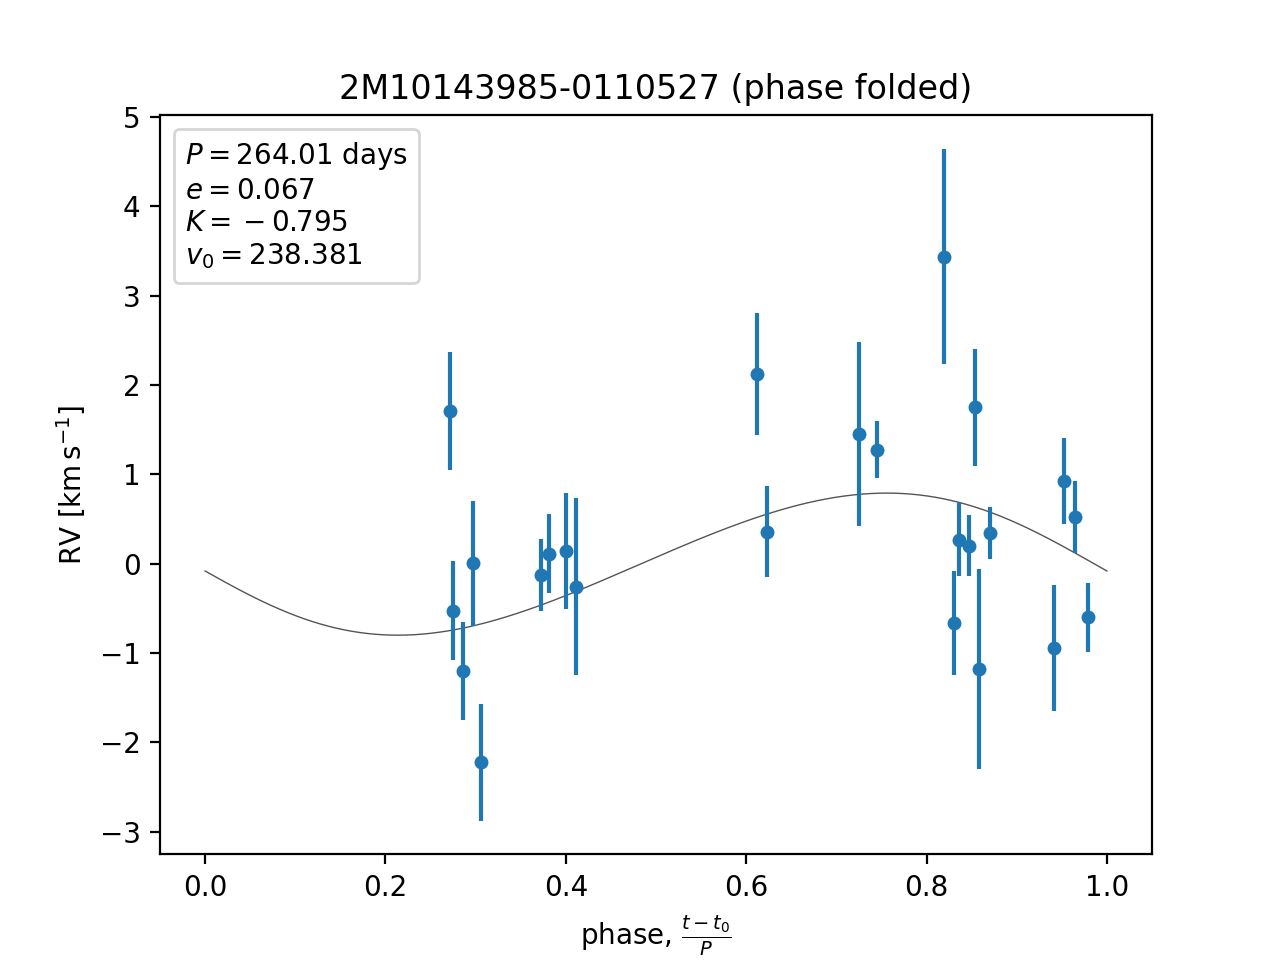 2M10143985-0110527 (phase folded)
P = 264.01 days
e = 0.067
K = −0.795
v₀ = 238.381
RV [km s⁻¹]
5
4
3
2
1
0
−1
−2
−3
0.0 0.2 0.4 0.6 0.8 1.0
phase, (t − t₀)/P